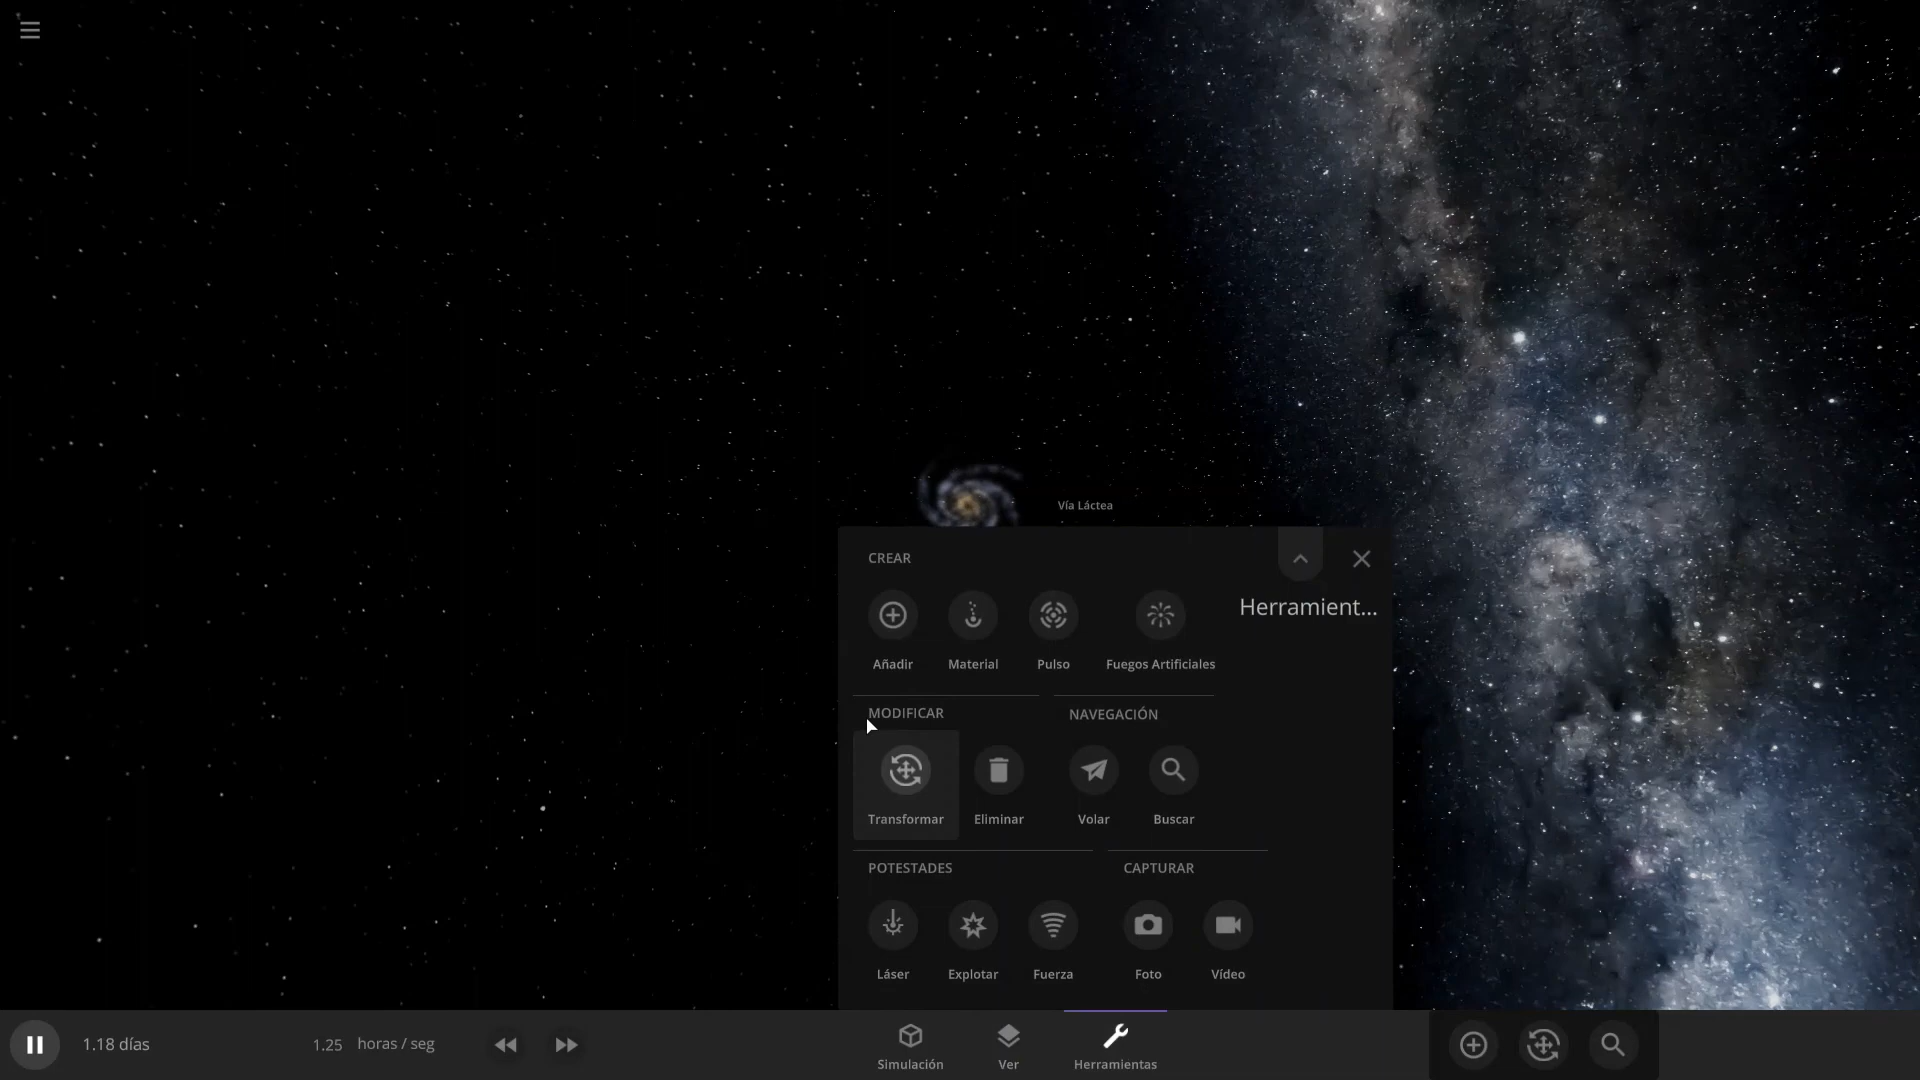 Vía Láctea
CREAR
Herramient...
Añadir
Material
Pulso
Fuegos Artificiales
MODIFICAR
NAVEGACIÓN
Transformar
Eliminar
Volar
Buscar
POTESTADES
CAPTURAR
Láser
Explotar
Fuerza
Foto
Vídeo
1.18 días
1.25 horas / seg
Simulación
Ver
Herramientas